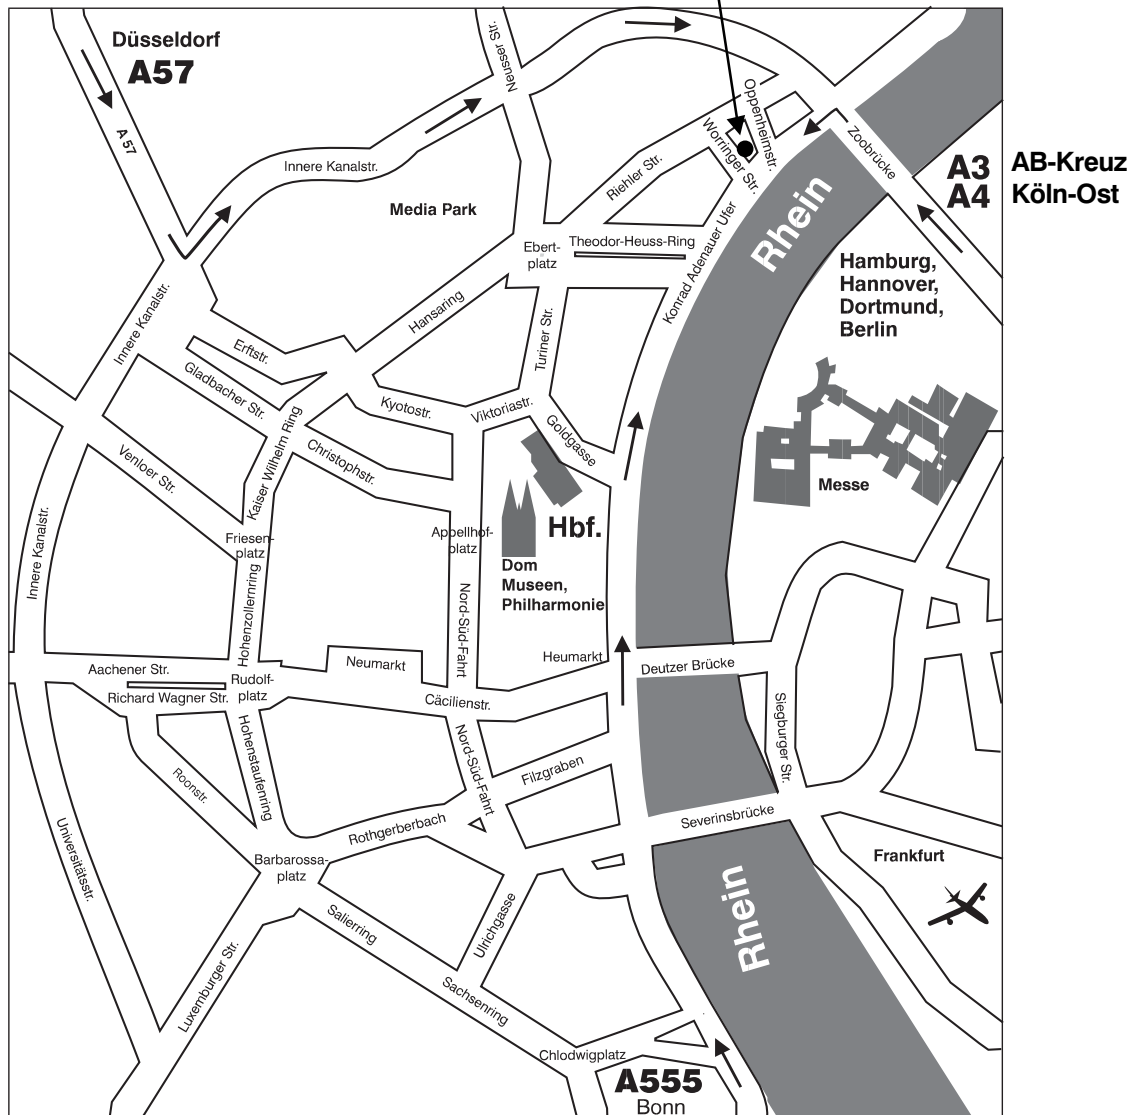 Düsseldorf
A57
A 57
Neusser Str.
Innere Kanalstr.
Media Park
Riehler Str.
Worringer Str.
Oppenheimstr.
Zoobrücke
A3
A4
AB-Kreuz
Köln-Ost
Rhein
Hamburg,
Hannover,
Dortmund,
Berlin
Ebert-
platz
Theodor-Heuss-Ring
Konrad Adenauer Ufer
Hansaring
Turiner Str.
Innere Kanalstr.
Erftstr.
Gladbacher Str.
Kyotostr.
Viktoriastr.
Goldgasse
Kaiser Wilhelm Ring
Christophstr.
Venloer Str.
Messe
Innere Kanalstr.
Friesen-
platz
Appellhof-
platz
Hbf.
Dom
Museen,
Philharmonie
Hohenzollernring
Nord-Süd-Fahrt
Heumarkt
Deutzer Brücke
Neumarkt
Aachener Str.
Richard Wagner Str.
Rudolf-
platz
Cäcilienstr.
Siegburger Str.
Hohenstaufenring
Nord-Süd-Fahrt
Filzgraben
Roonstr.
Rothgerberbach
Severinsbrücke
Universitätsstr.
Barbarossa-
platz
Frankfurt
Rhein
Salierring
Ulrichgasse
Luxemburger Str.
Sachsenring
Chlodwigplatz
A555
Bonn